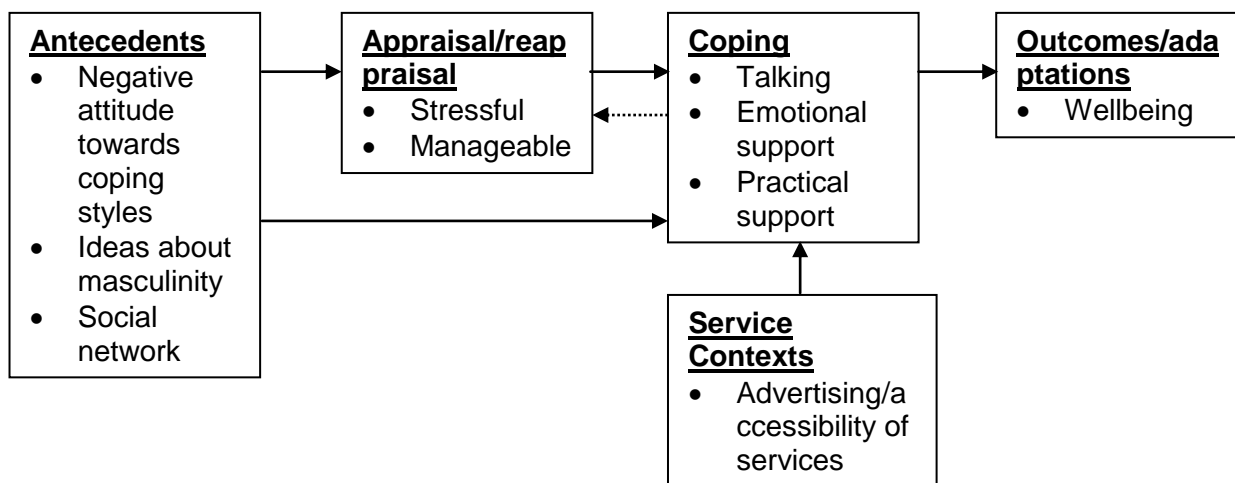 Antecedents
• Negative
attitude
towards
coping
styles
• Ideas about
masculinity
• Social
network
Appraisal/reap
praisal
• Stressful
• Manageable
Coping
• Talking
• Emotional
support
• Practical
support
Outcomes/ada
ptations
• Wellbeing
Service
Contexts
• Advertising/a
ccessibility of
services